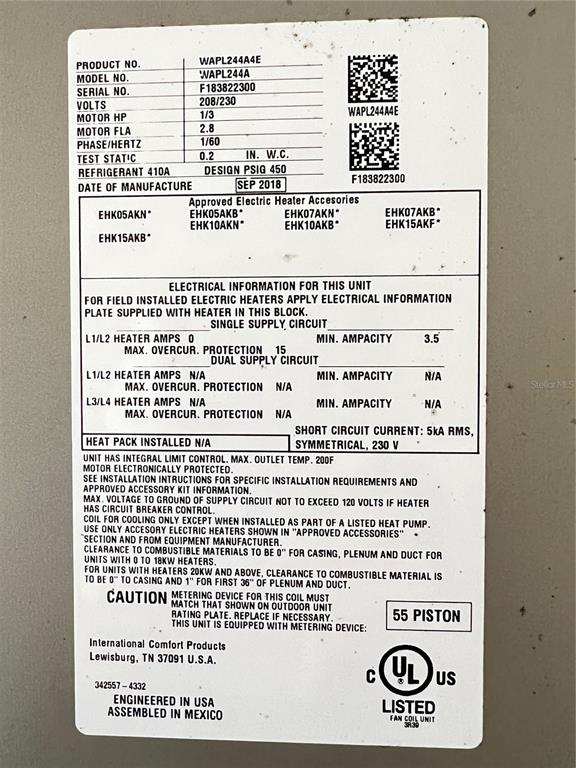 PRODUCT NO. WAPL244A4E
MODEL NO. WAPL244A
SERIAL NO. F183822300
VOLTS 208/230
MOTOR HP 1/3
MOTOR FLA 2.8
PHASE/HERTZ 1/60
TEST STATIC 0.2 IN. W.C.
REFRIGERANT 410A DESIGN PSIG 450
DATE OF MANUFACTURE SEP 2018
WAPL244A4E
F183822300
Approved Electric Heater Accesories
EHK05AKN* EHK05AKB* EHK07AKN* EHK07AKB*
EHK10AKN* EHK10AKB* EHK15AKF*
EHK15AKB*
ELECTRICAL INFORMATION FOR THIS UNIT
FOR FIELD INSTALLED ELECTRIC HEATERS APPLY ELECTRICAL INFORMATION
PLATE SUPPLIED WITH HEATER IN THIS BLOCK.
SINGLE SUPPLY CIRCUIT
L1/L2 HEATER AMPS 0 MIN. AMPACITY 3.5
MAX. OVERCUR. PROTECTION 15
DUAL SUPPLY CIRCUIT
L1/L2 HEATER AMPS N/A MIN. AMPACITY N/A
MAX. OVERCUR. PROTECTION N/A
L3/L4 HEATER AMPS N/A MIN. AMPACITY N/A
MAX. OVERCUR. PROTECTION N/A
SHORT CIRCUIT CURRENT: 5kA RMS,
HEAT PACK INSTALLED N/A SYMMETRICAL, 230 V
UNIT HAS INTEGRAL LIMIT CONTROL. MAX. OUTLET TEMP. 200F
MOTOR ELECTRONICALLY PROTECTED.
SEE INSTALLATION INTRUCTIONS FOR SPECIFIC INSTALLATION REQUIREMENTS AND
APPROVED ACCESSORY KIT INFORMATION.
MAX. VOLTAGE TO GROUND OF SUPPLY CIRCUIT NOT TO EXCEED 120 VOLTS IF HEATER
HAS CIRCUIT BREAKER CONTROL.
COIL FOR COOLING ONLY EXCEPT WHEN INSTALLED AS PART OF A LISTED HEAT PUMP.
USE ONLY ACCESORY ELECTRIC HEATERS SHOWN IN "APPROVED ACCESSORIES"
SECTION AND FROM EQUIPMENT MANUFACTURER.
CLEARANCE TO COMBUSTIBLE MATERIALS TO BE 0" FOR CASING, PLENUM AND DUCT FOR
UNITS WITH 0 TO 18KW HEATERS.
FOR UNITS WITH HEATERS 20KW AND ABOVE, CLEARANCE TO COMBUSTIBLE MATERIAL IS
TO BE 0" TO CASING AND 1" FOR FIRST 36" OF PLENUM AND DUCT.
CAUTION METERING DEVICE FOR THIS COIL MUST
MATCH THAT SHOWN ON OUTDOOR UNIT
RATING PLATE. REPLACE IF NECESSARY.
THIS UNIT IS EQUIPPED WITH METERING DEVICE:
55 PISTON
International Comfort Products
Lewisburg, TN 37091 U.S.A.
342557-4332
ENGINEERED IN USA
ASSEMBLED IN MEXICO
C UL US
LISTED
FAN COIL UNIT
3R39
Stellar MLS